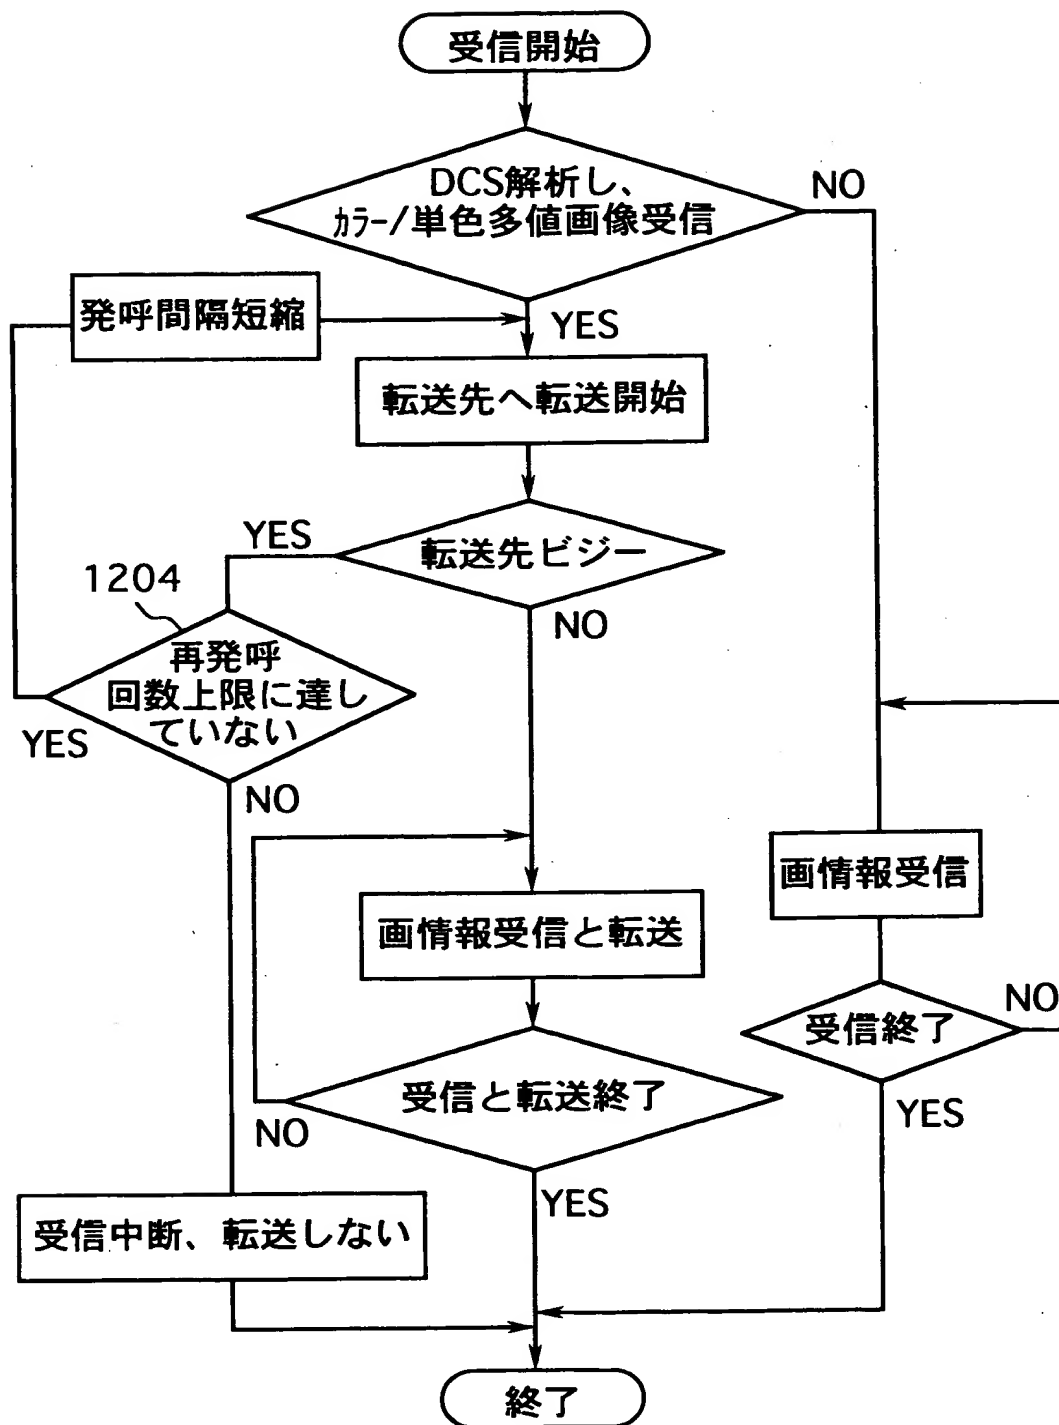 受信開始
DCS解析し、
カラー/単色多値画像受信
NO
発呼間隔短縮
YES
転送先へ転送開始
YES
転送先ビジー
1204
NO
再発呼
回数上限に達し
ていない
YES
NO
画情報受信
画情報受信と転送
NO
受信終了
受信と転送終了
YES
NO
YES
受信中断、転送しない
終了